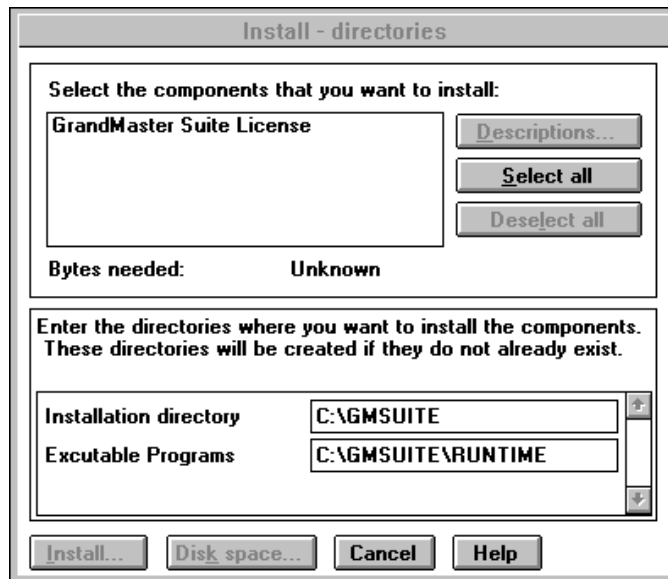 Install - directories
Select the components that you want to install:
GrandMaster Suite License
Descriptions...
Select all
Deselect all
Bytes needed: Unknown
Enter the directories where you want to install the components.
These directories will be created if they do not already exist.
Installation directory C:\GMSUITE
Excutable Programs C:\GMSUITE\RUNTIME
Install... Disk space... Cancel Help